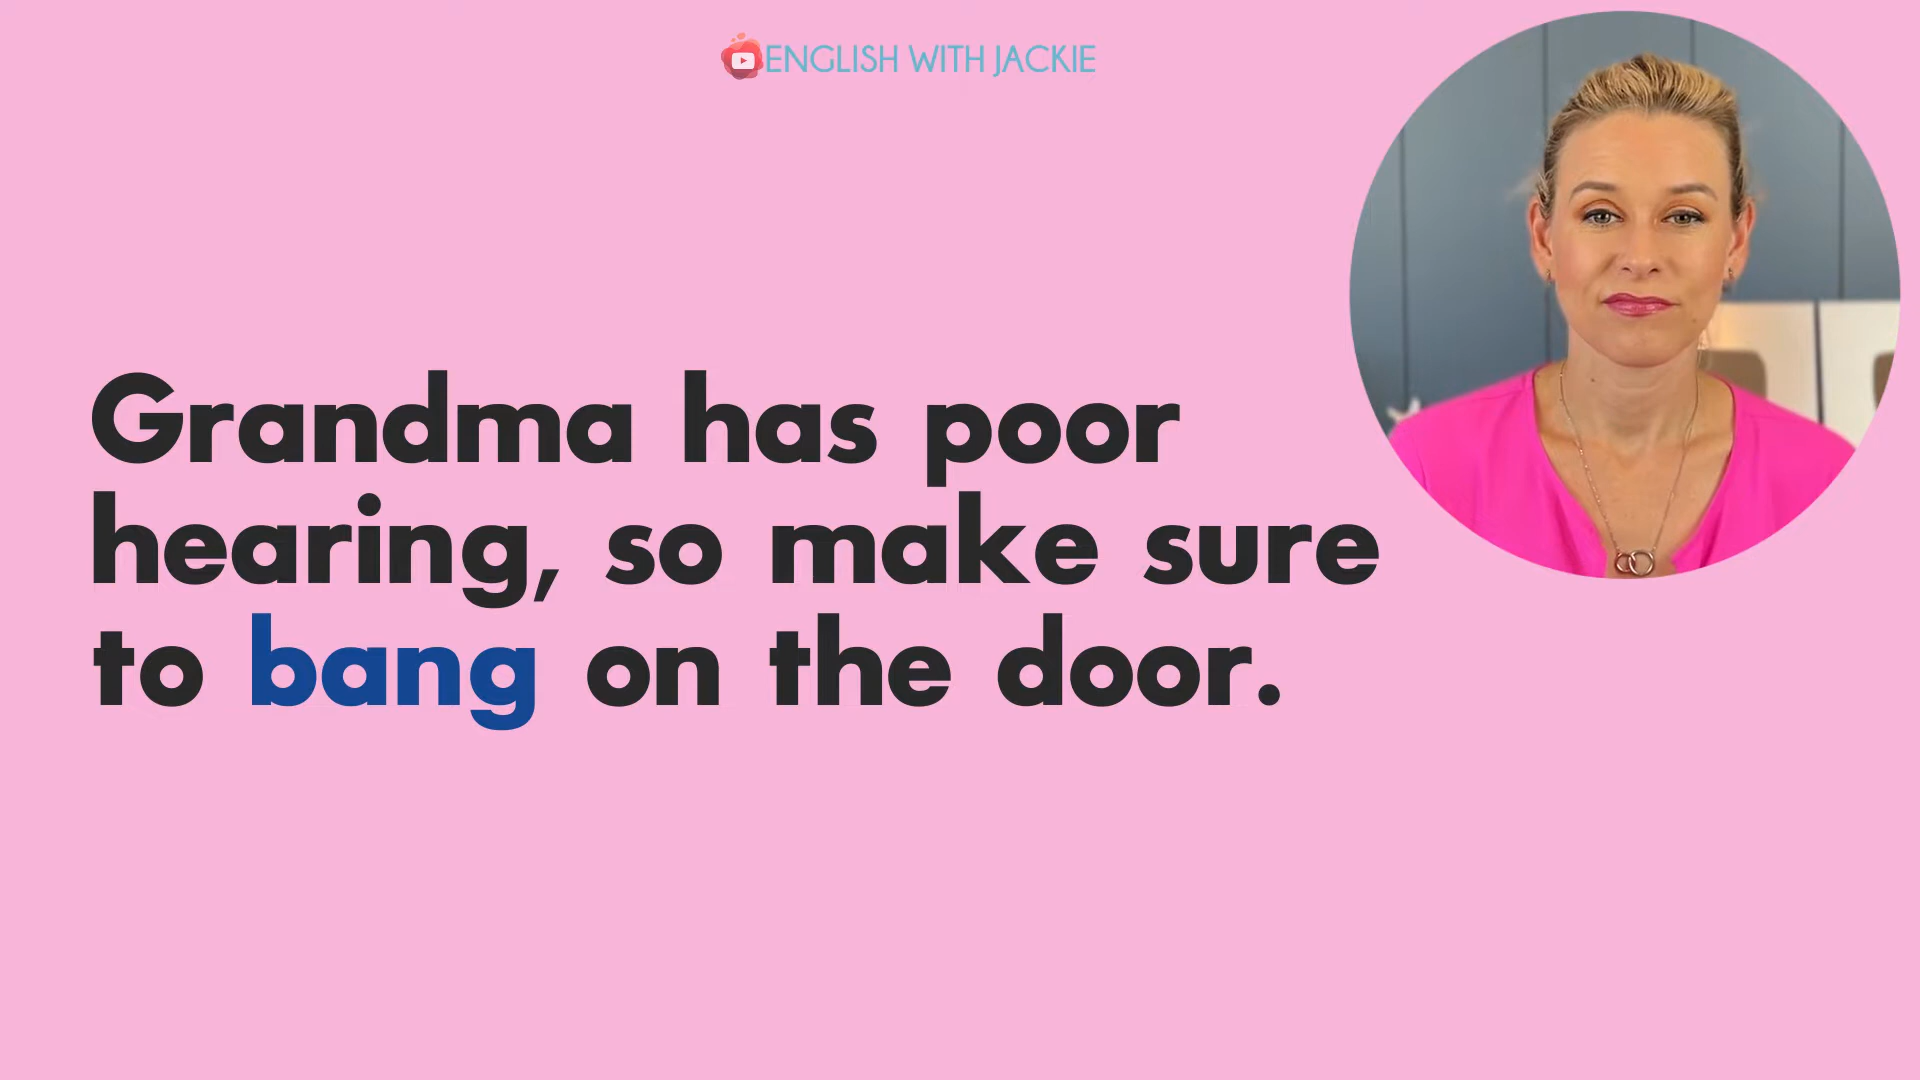 ENGLISH WITH JACKIE
Grandma has poor
hearing, so make sure
to bang on the door.